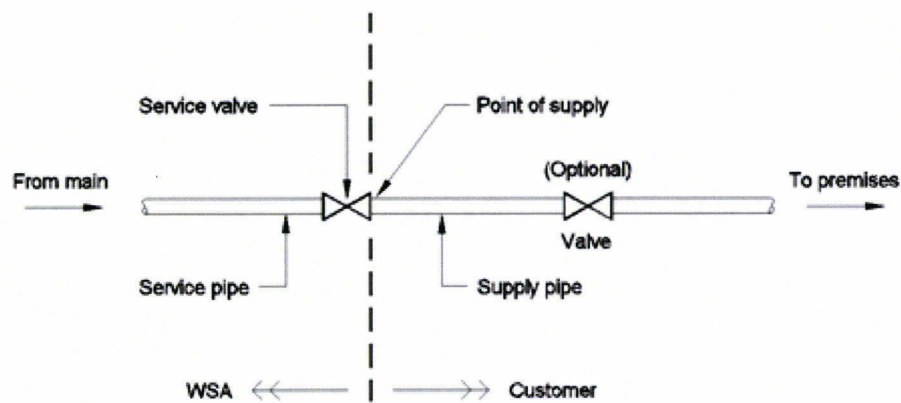 Service valve
Point of supply
From main
(Optional)
To premises
Valve
Service pipe
Supply pipe
WSA
Customer